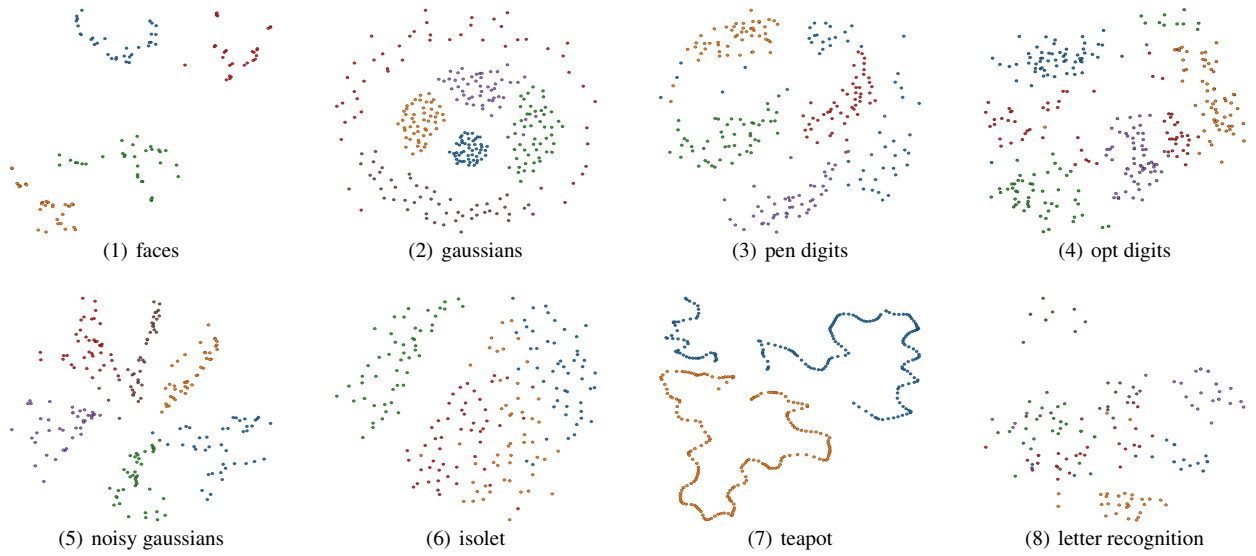 (1) faces
(2) gaussians
(3) pen digits
(4) opt digits
(5) noisy gaussians
(6) isolet
(7) teapot
(8) letter recognition